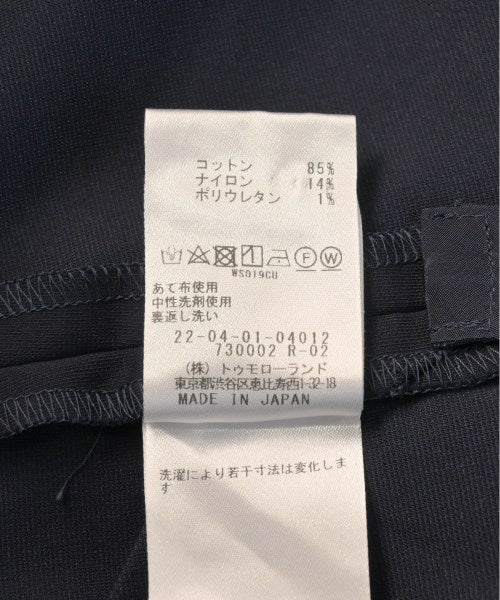 コットン 85%
ナイロン 14%
ポリウレタン 1%
F W
WS019CU
あて布使用
中性洗剤使用
裏返し洗い
22-04-01-04012
730002 R-02
(株) トゥモローランド
東京都渋谷区恵比寿西1-32-18
MADE IN JAPAN
洗濯により若干寸法は変化しま
す